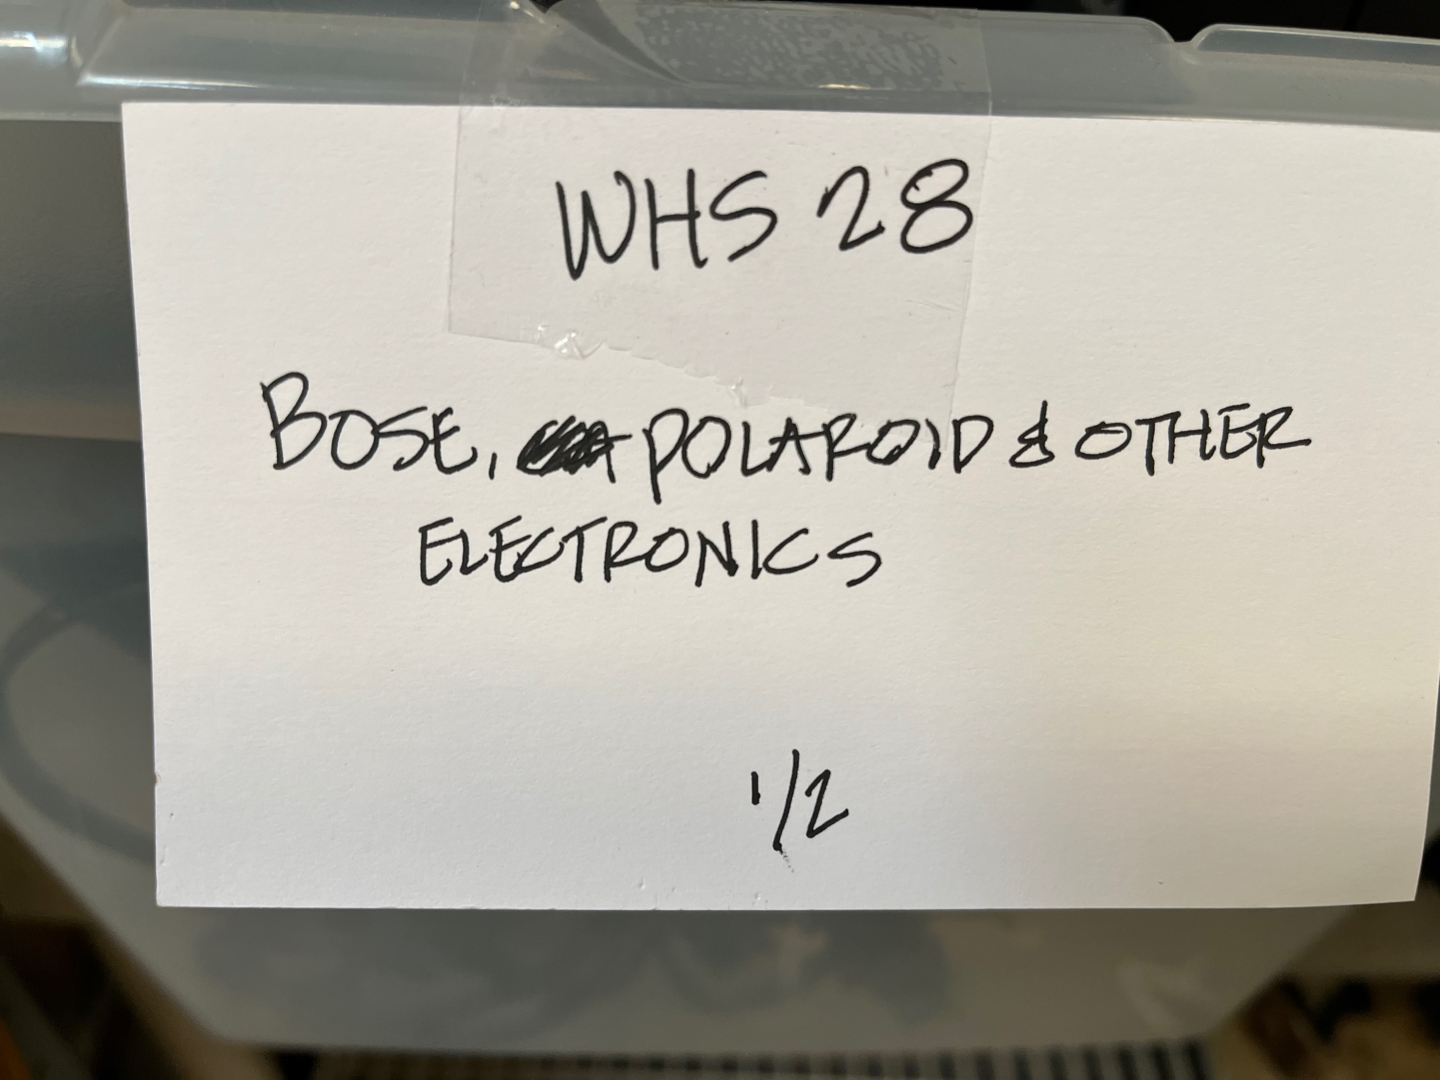 WHS 28
BOSE, POLAROID & OTHER
ELECTRONICS
1/2